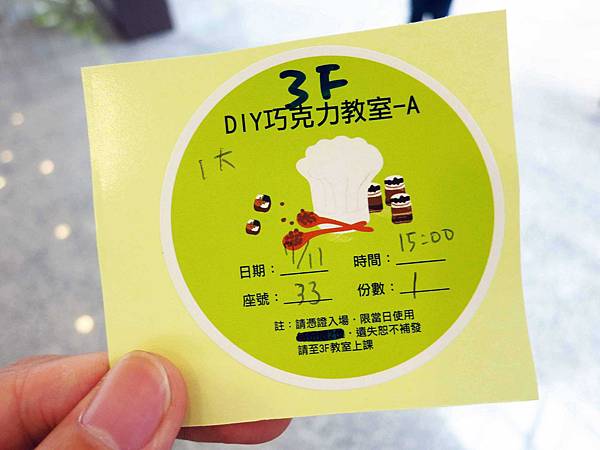 3F
DIY巧克力教室-A
1大
日期：1/11 時間：15:00
座號：33 份數：1
註：請憑證入場，限當日使用
，遺失恕不補發
請至3F教室上課